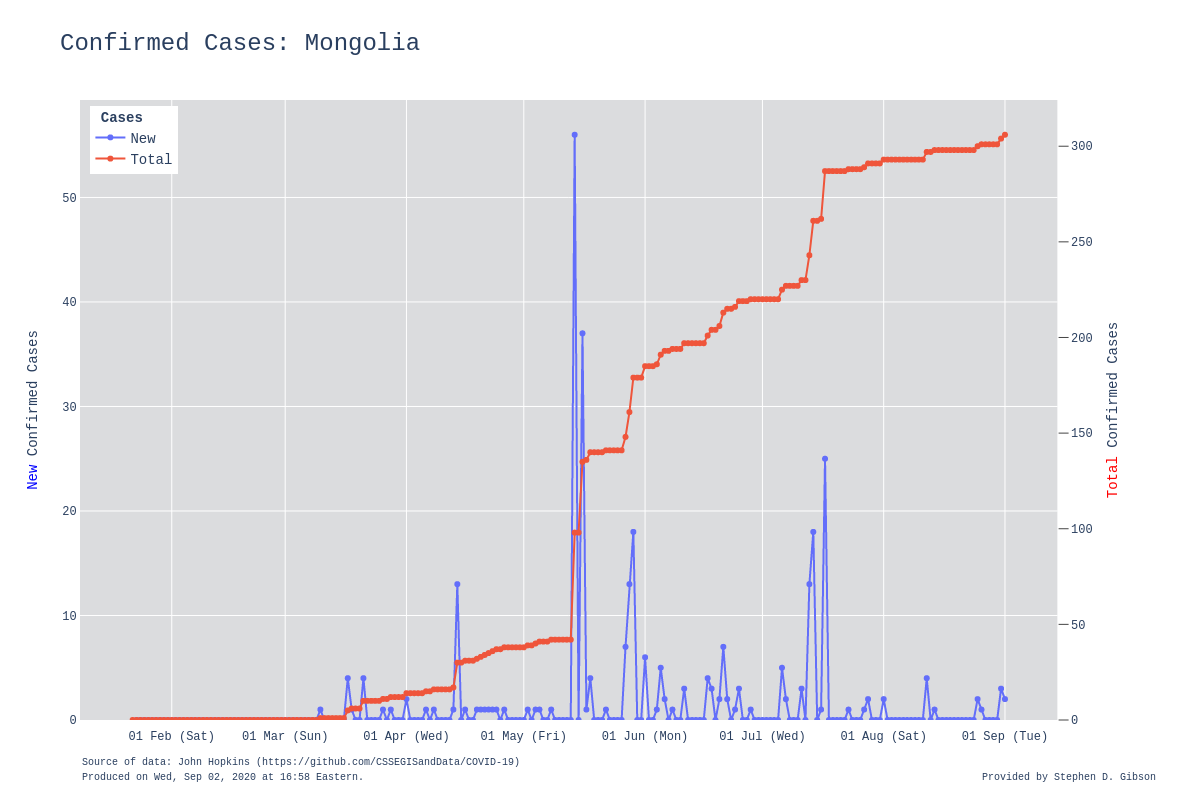 Confirmed Cases: Mongolia
Cases
New
Total
50
40
30
20
10
0
New Confirmed Cases
300
250
200
150
100
50
0
Total Confirmed Cases
01 Feb (Sat) 01 Mar (Sun) 01 Apr (Wed) 01 May (Fri) 01 Jun (Mon) 01 Jul (Wed) 01 Aug (Sat) 01 Sep (Tue)
Source of data: John Hopkins (https://github.com/CSSEGISandData/COVID-19)
Produced on Wed, Sep 02, 2020 at 16:58 Eastern.
Provided by Stephen D. Gibson